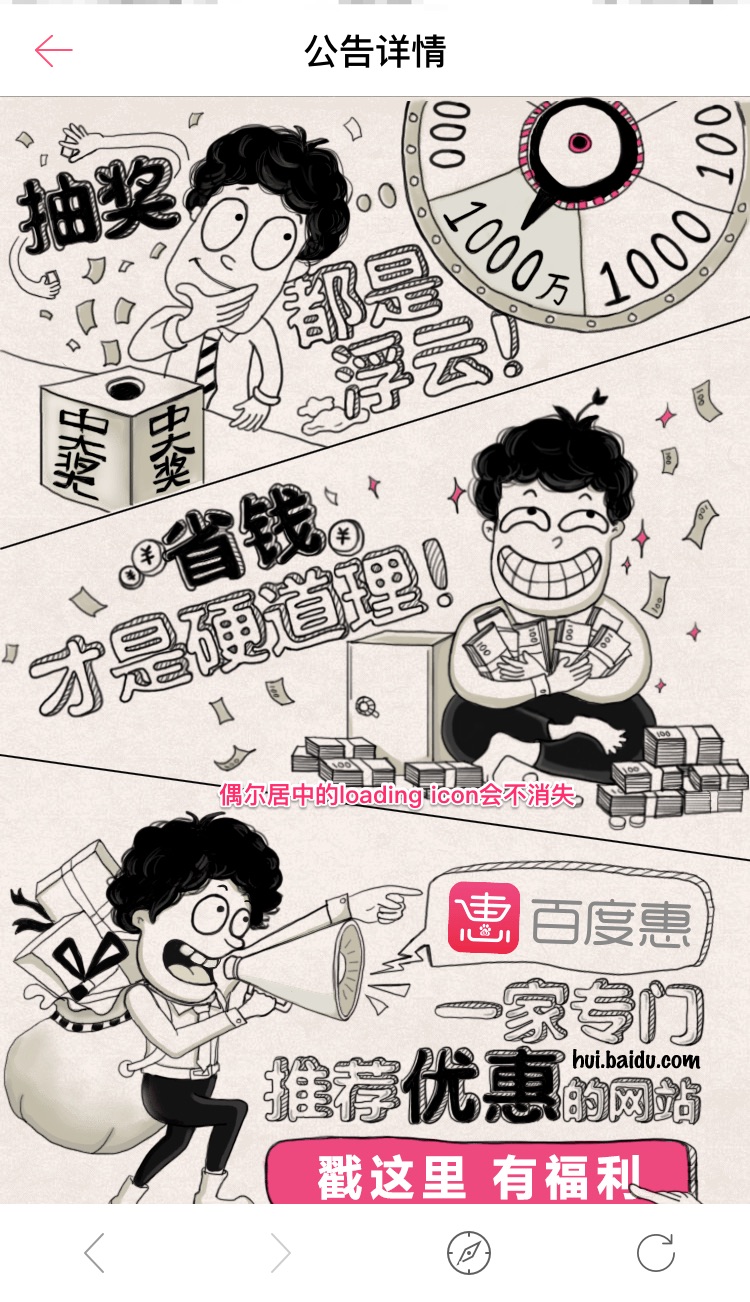 公告详情
抽奖
000
100
1000万
1000
都是
浮云!
中大奖
中大奖
省钱
才是硬道理!
偶尔居中的loading icon会不消失
惠 百度惠
一家专门
hui.baidu.com
推荐优惠的网站
戳这里 有福利